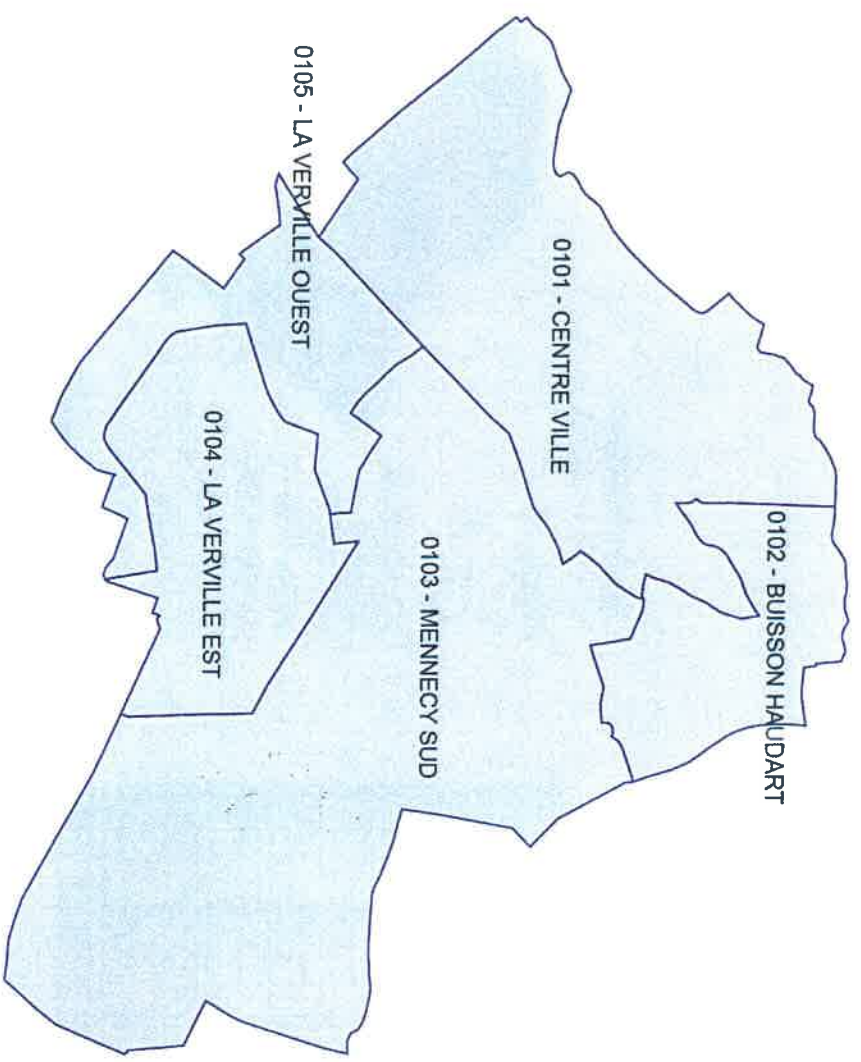 0101 - CENTRE VILLE
0102 - BUISSON HAUDART
0103 - MENNECY SUD
0104 - LA VERVILLE EST
0105 - LA VERVILLE OUEST